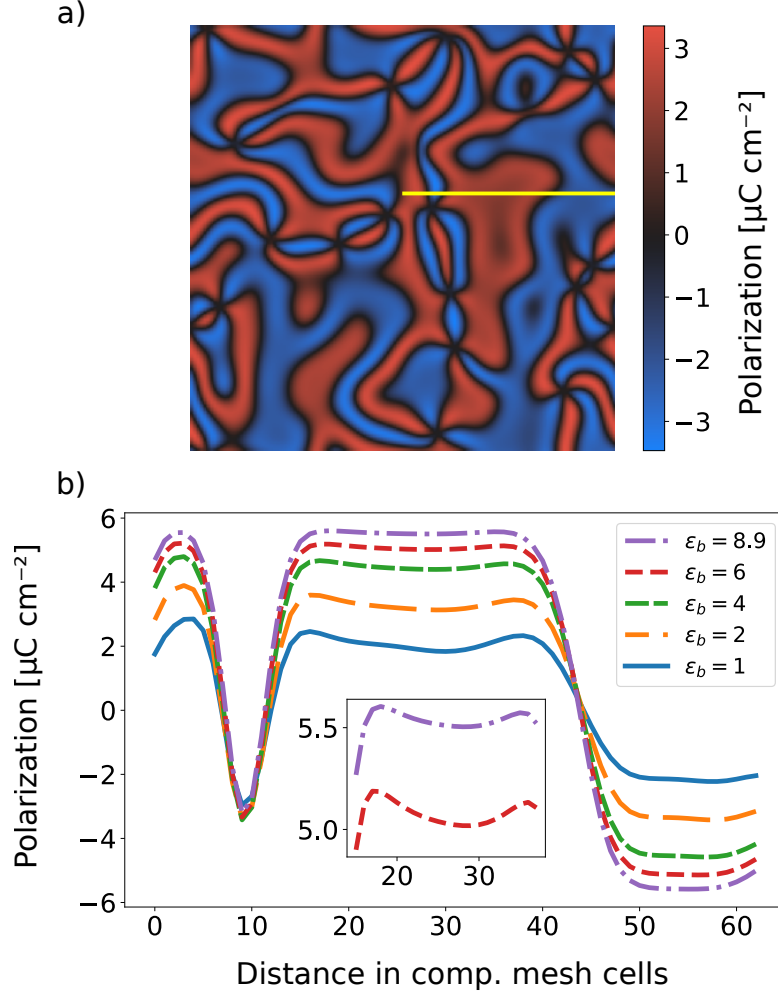 a)
3
2
1
0
−1
−2
−3
Polarization [μC cm⁻²]
b)
6
4
2
0
−2
−4
−6
Polarization [μC cm⁻²]
ε_b = 8.9
ε_b = 6
ε_b = 4
ε_b = 2
ε_b = 1
5.5
5.0
20 30
0 10 20 30 40 50 60
Distance in comp. mesh cells